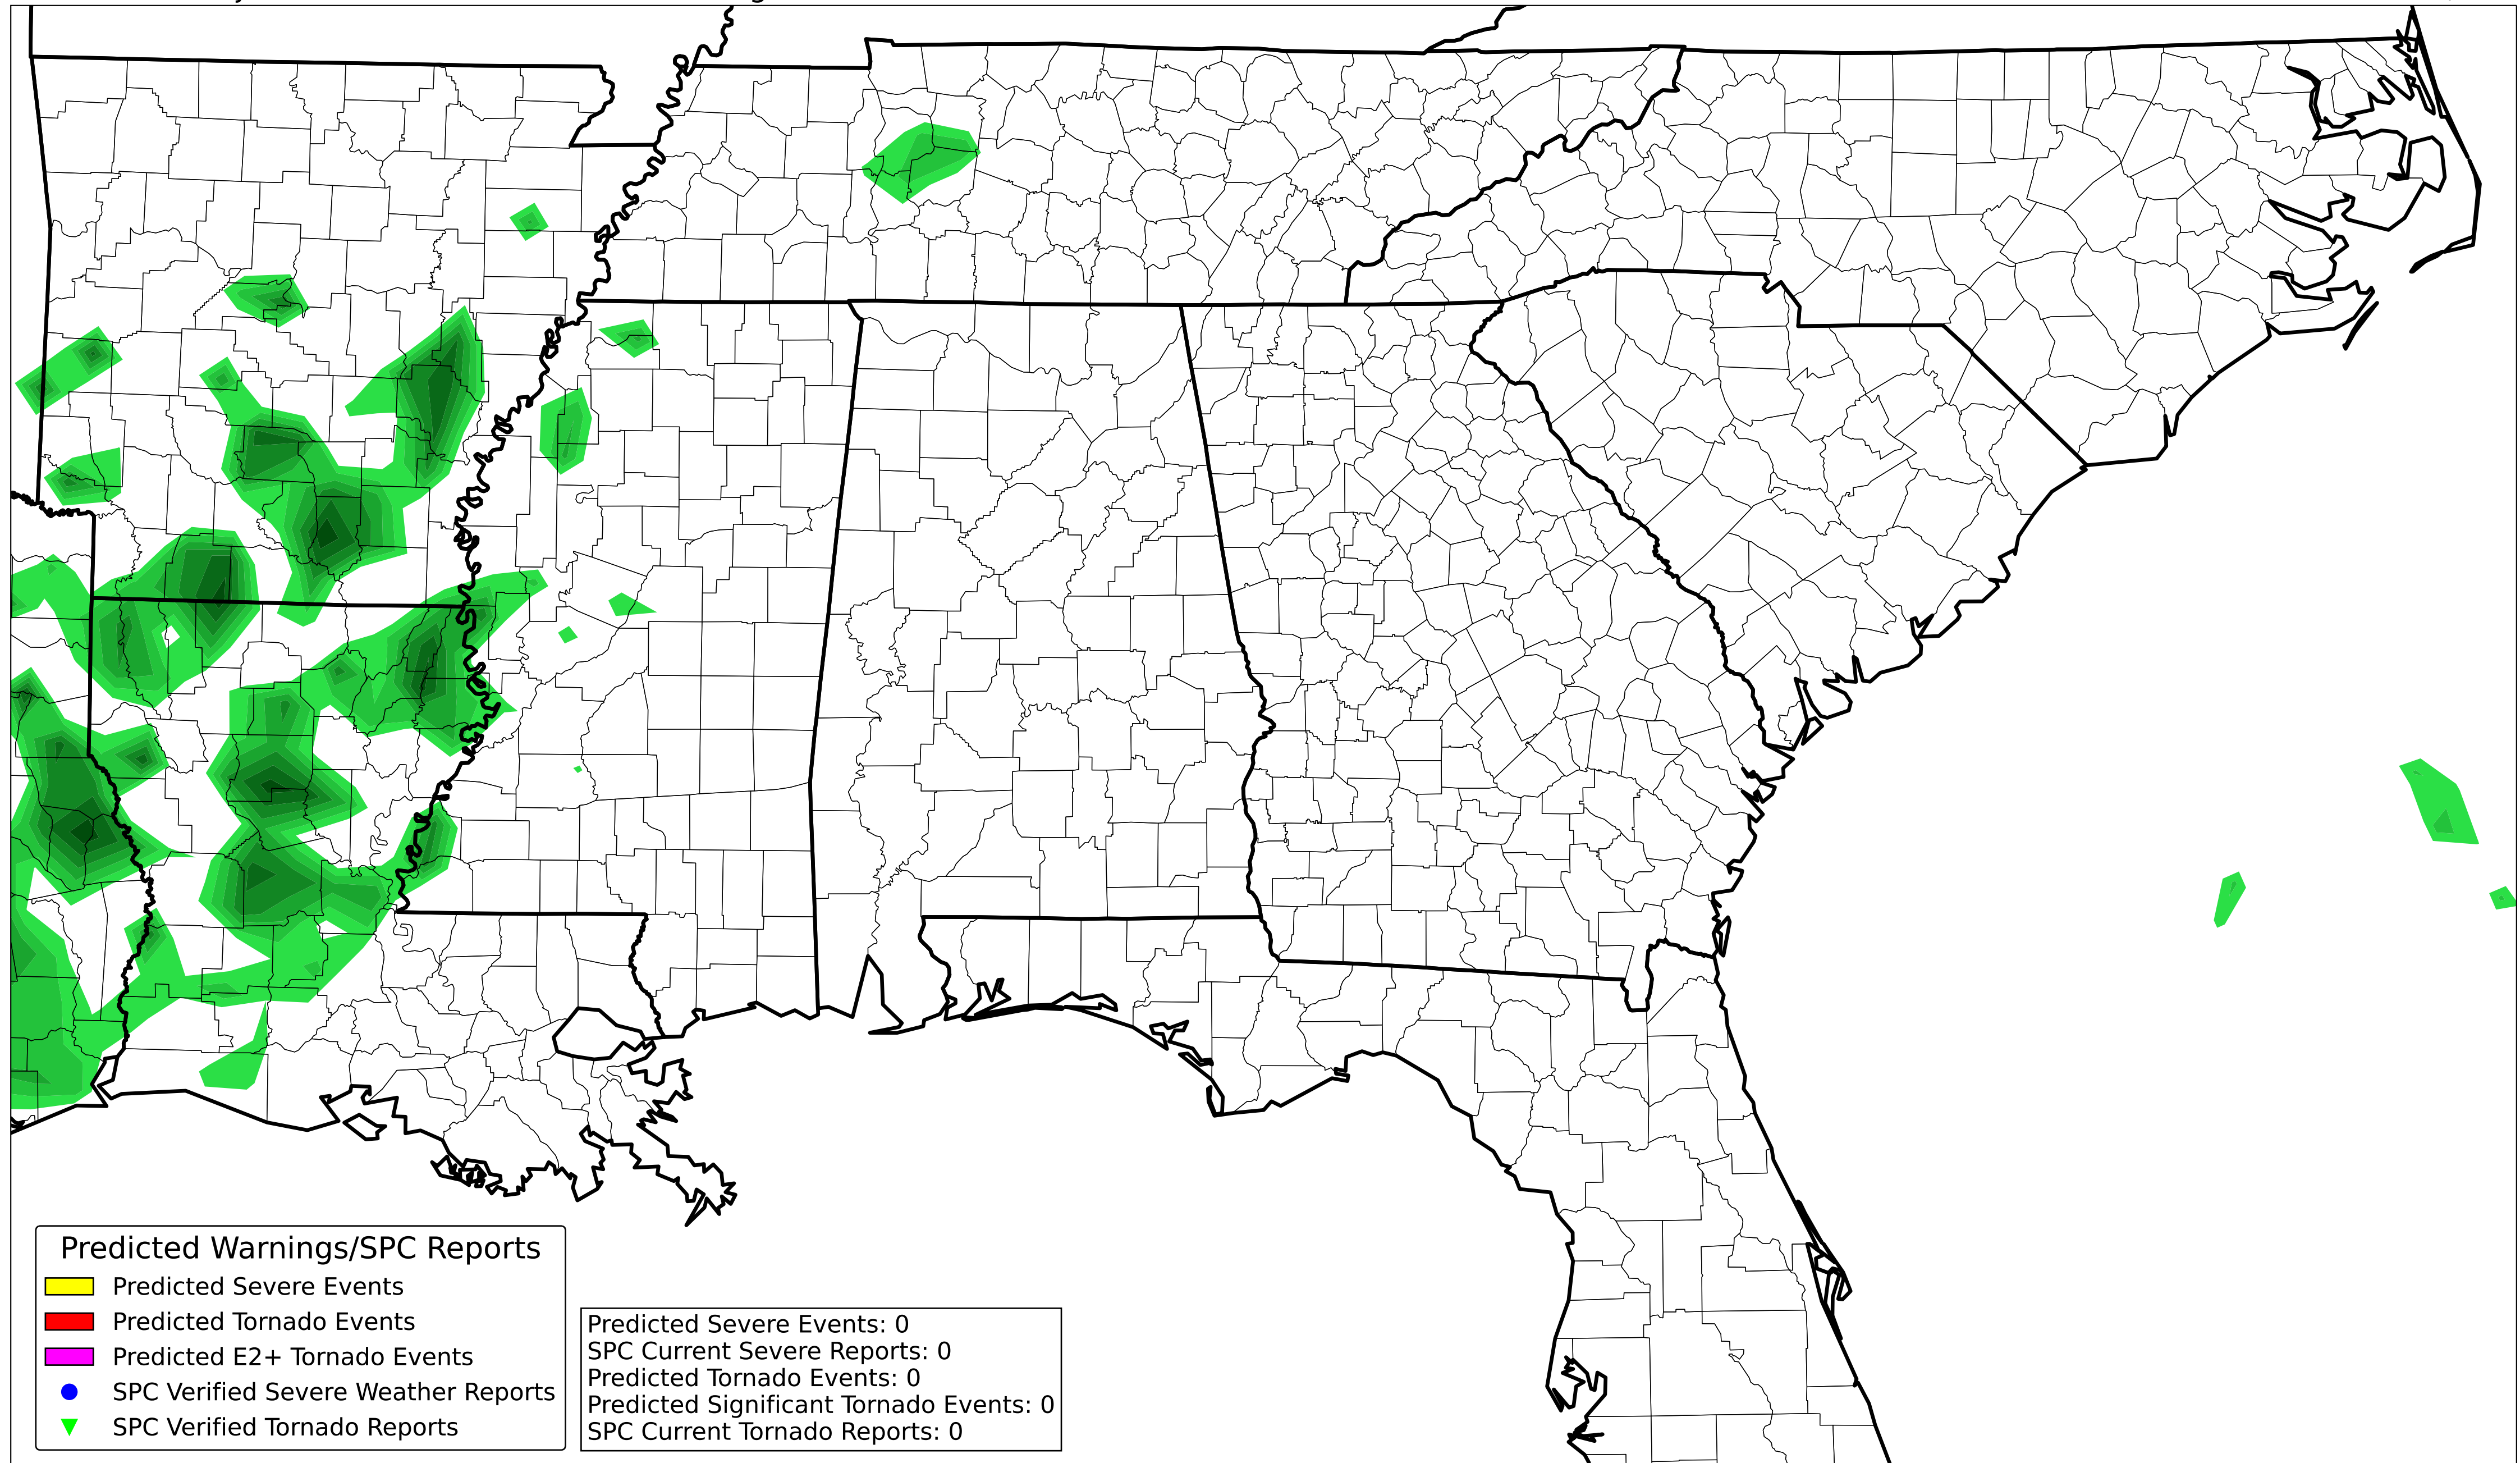 Predicted Warnings/SPC Reports
Predicted Severe Events
Predicted Tornado Events
Predicted E2+ Tornado Events
SPC Verified Severe Weather Reports
SPC Verified Tornado Reports
Predicted Severe Events: 0
SPC Current Severe Reports: 0
Predicted Tornado Events: 0
Predicted Significant Tornado Events: 0
SPC Current Tornado Reports: 0